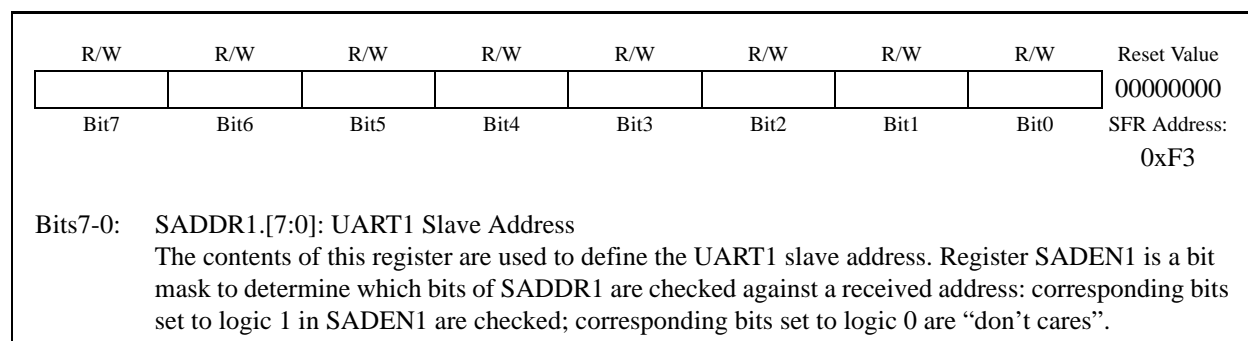 R/W R/W R/W R/W R/W R/W R/W R/W Reset Value
00000000
Bit7 Bit6 Bit5 Bit4 Bit3 Bit2 Bit1 Bit0 SFR Address:
0xF3
Bits7-0: SADDR1.[7:0]: UART1 Slave Address
The contents of this register are used to define the UART1 slave address. Register SADEN1 is a bit
mask to determine which bits of SADDR1 are checked against a received address: corresponding bits
set to logic 1 in SADEN1 are checked; corresponding bits set to logic 0 are “don’t cares”.